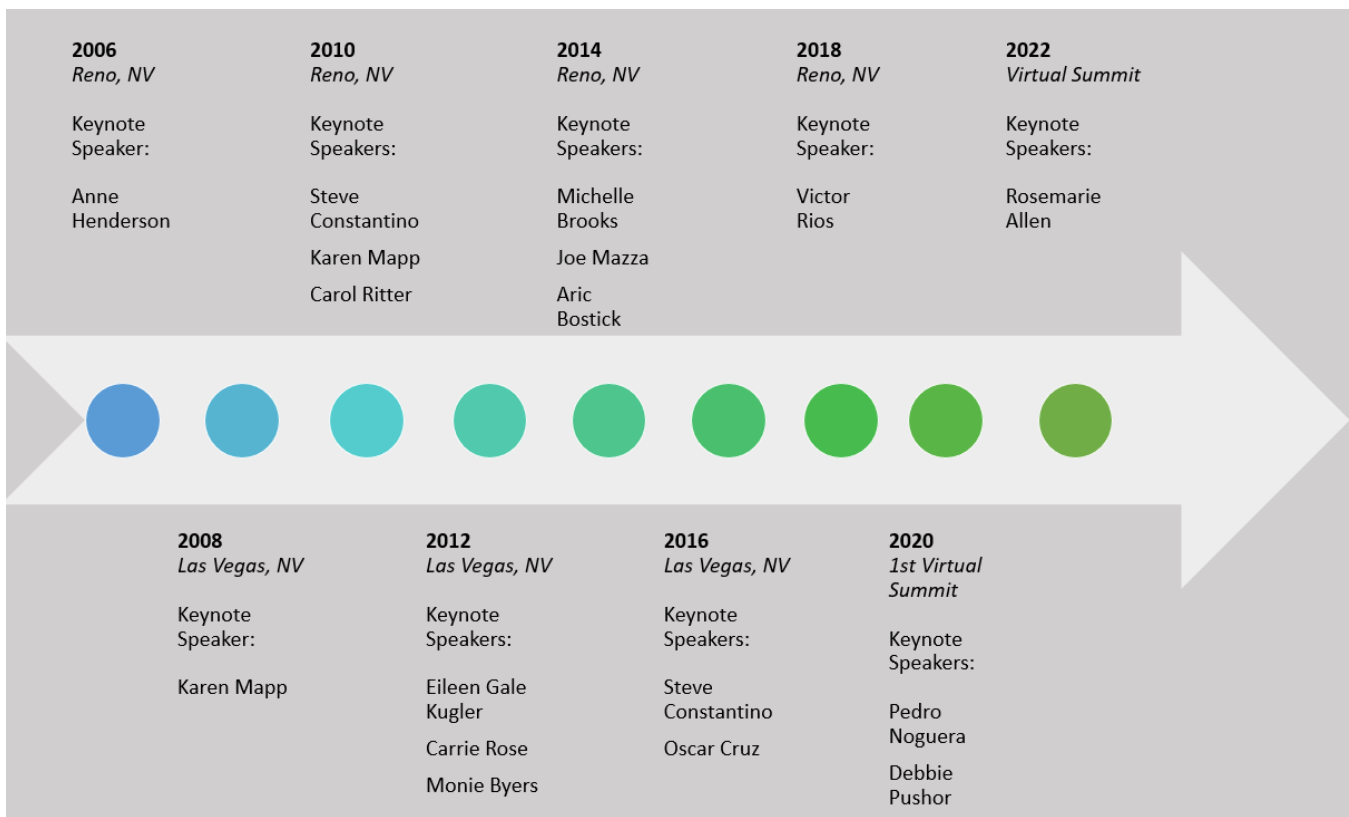 2006
Reno, NV
Keynote
Speaker:
Anne
Henderson
2010
Reno, NV
Keynote
Speakers:
Steve
Constantino
Karen Mapp
Carol Ritter
2014
Reno, NV
Keynote
Speakers:
Michelle
Brooks
Joe Mazza
Aric
Bostick
2018
Reno, NV
Keynote
Speaker:
Victor
Rios
2022
Virtual Summit
Keynote
Speakers:
Rosemarie
Allen
2008
Las Vegas, NV
Keynote
Speaker:
Karen Mapp
2012
Las Vegas, NV
Keynote
Speakers:
Eileen Gale
Kugler
Carrie Rose
Monie Byers
2016
Las Vegas, NV
Keynote
Speakers:
Steve
Constantino
Oscar Cruz
2020
1st Virtual
Summit
Keynote
Speakers:
Pedro
Noguera
Debbie
Pushor